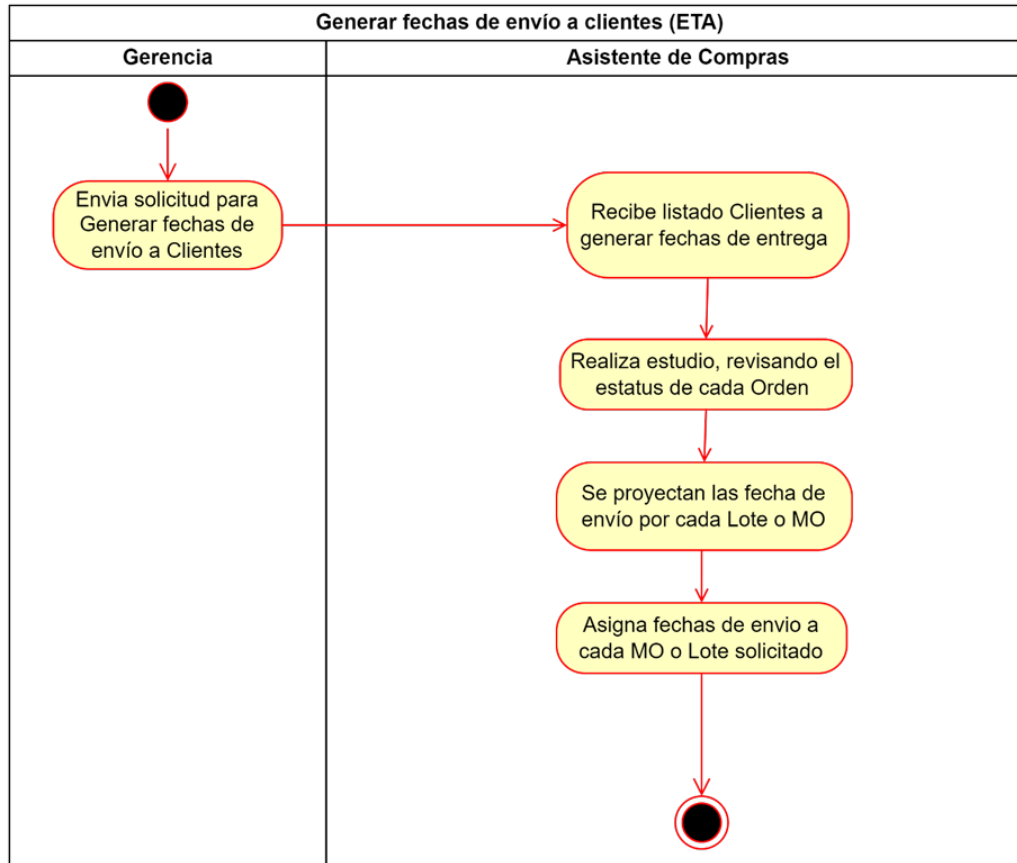 Generar fechas de envío a clientes (ETA)
Gerencia
Asistente de Compras
Envia solicitud para
Generar fechas de
envío a Clientes
Recibe listado Clientes a
generar fechas de entrega
Realiza estudio, revisando el
estatus de cada Orden
Se proyectan las fecha de
envío por cada Lote o MO
Asigna fechas de envio a
cada MO o Lote solicitado